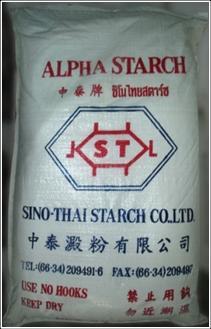 ALPHA STARCH
中泰牌 ชิโนไทยสตาร์ช
ST
SINO-THAI STARCH CO.LTD.
中泰澱粉有限公司
TEL:(66-34)209491-6 FAX:(66-34)209497
USE NO HOOKS 禁止用鈎
KEEP DRY 勿近潮濕